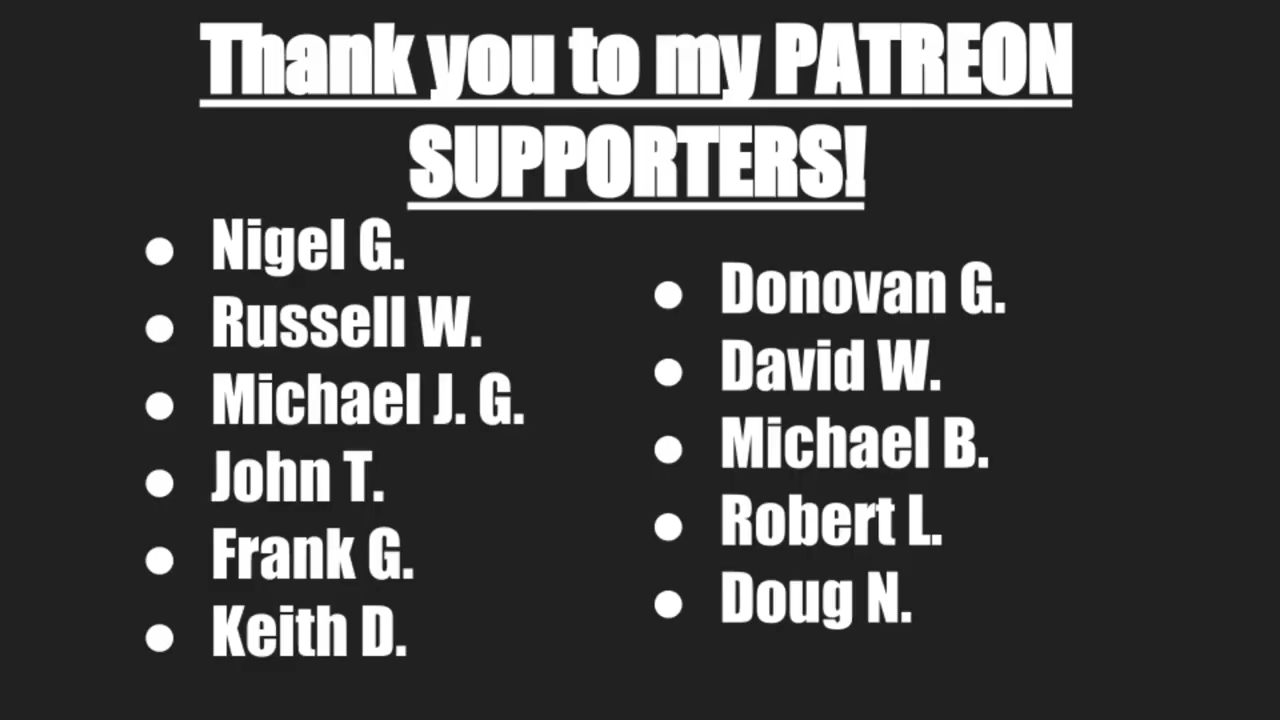 Thank you to my PATREON
SUPPORTERS!
● Nigel G.
● Russell W.
● Michael J. G.
● John T.
● Frank G.
● Keith D.
● Donovan G.
● David W.
● Michael B.
● Robert L.
● Doug N.